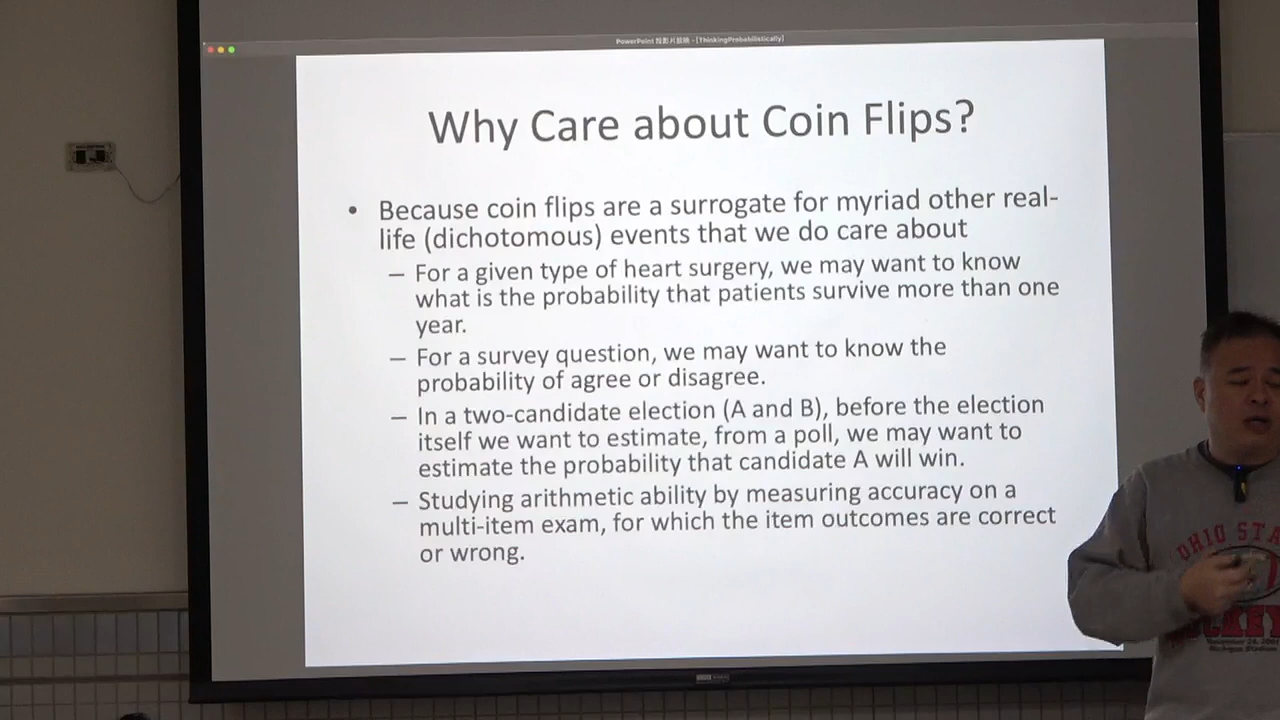 PowerPoint 投影片放映 - [ThinkingProbabilistically]
Why Care about Coin Flips?
• Because coin flips are a surrogate for myriad other real-
life (dichotomous) events that we do care about
– For a given type of heart surgery, we may want to know
what is the probability that patients survive more than one
year.
– For a survey question, we may want to know the
probability of agree or disagree.
– In a two-candidate election (A and B), before the election
itself we want to estimate, from a poll, we may want to
estimate the probability that candidate A will win.
– Studying arithmetic ability by measuring accuracy on a
multi-item exam, for which the item outcomes are correct
or wrong.
OHIO STA